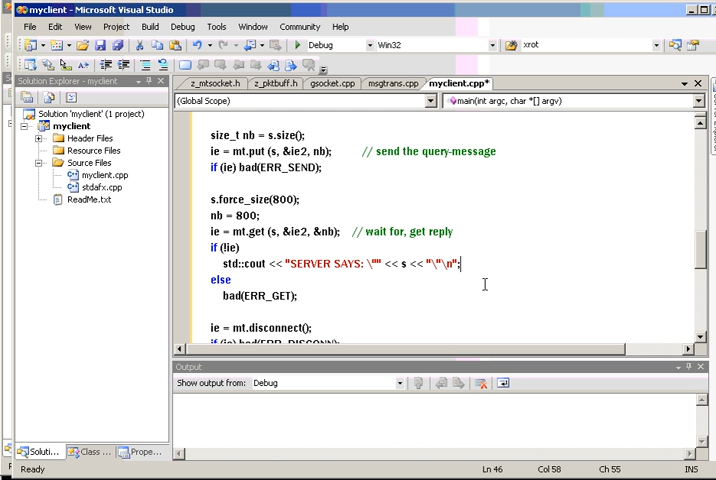 myclient - Microsoft Visual Studio
File Edit View Project Build Debug Tools Window Community Help
Debug Win32 xrot
Solution Explorer - myclient
z_mtsocket.h z_pktbuff.h gsocket.cpp msgtrans.cpp myclient.cpp*
(Global Scope) main(int argc, char *[] argv)
Solution 'myclient' (1 project)
myclient
Header Files
Resource Files
Source Files
myclient.cpp
stdafx.cpp
ReadMe.txt
size_t nb = s.size();
ie = mt.put (s, &ie2, nb); // send the query-message
if (ie) bad(ERR_SEND);
s.force_size(800);
nb = 800;
ie = mt.get (s, &ie2, &nb); // wait for, get reply
if (!ie)
std::cout << "SERVER SAYS: \"" << s << "\"\n";
else
bad(ERR_GET);
ie = mt.disconnect();
if (ie) bad(ERR_DISCONN);
Output
Show output from: Debug
Soluti... Class ... Prope...
Ready Ln 46 Col 58 Ch 55 INS